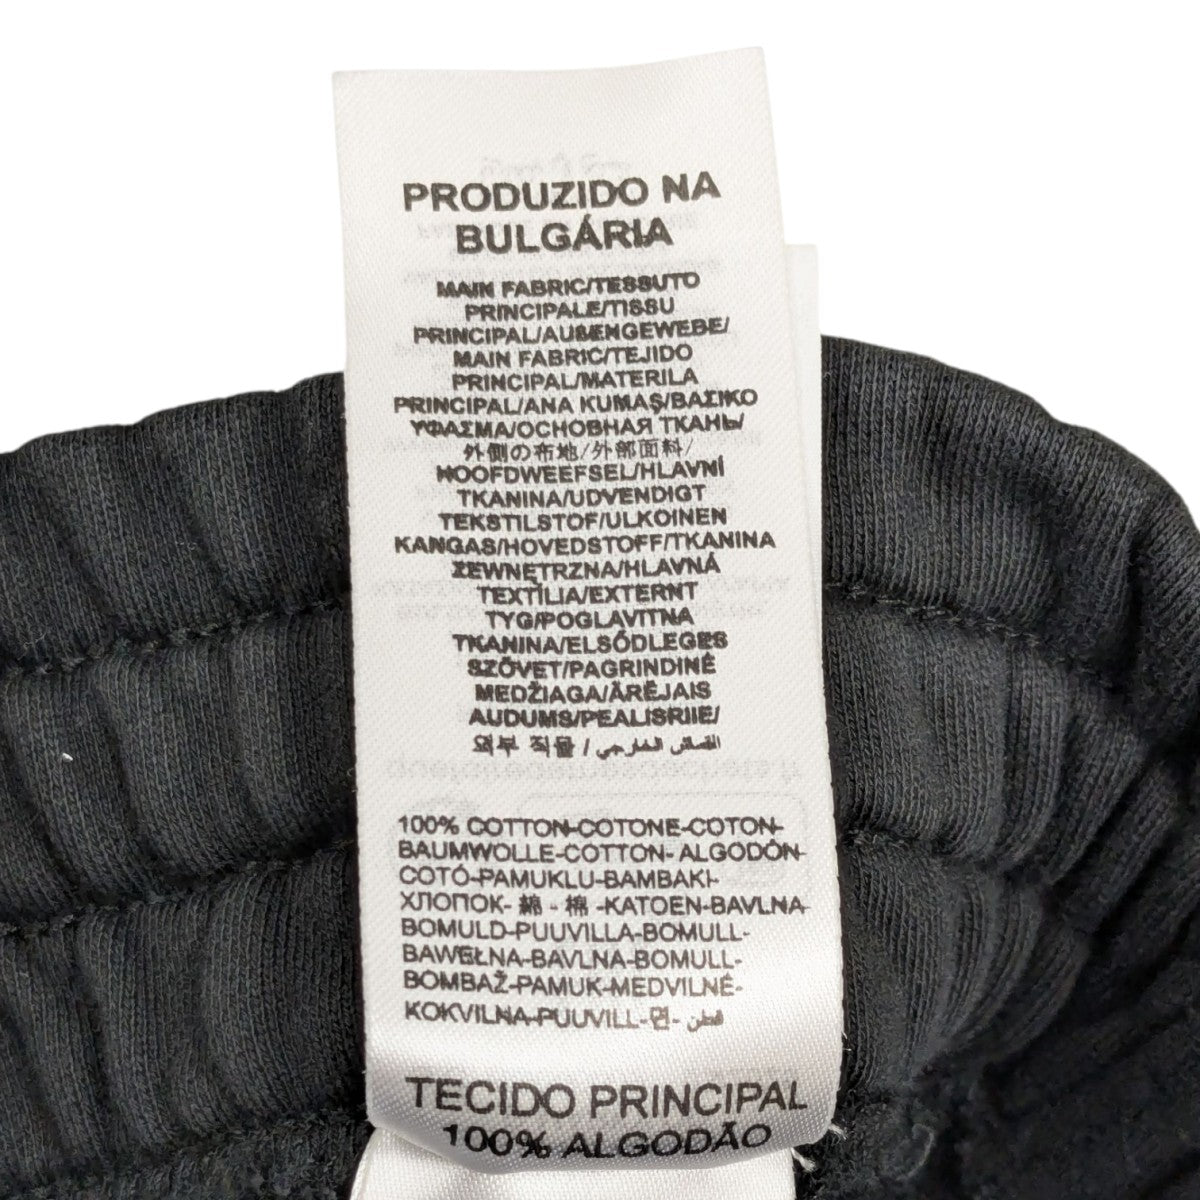 PRODUZIDO NA
BULGÁRIA
MAIN FABRIC/TESSUTO
PRINCIPALE/TISSU
PRINCIPAL/AUßENGEWEBE/
MAIN FABRIC/TEJIDO
PRINCIPAL/MATERILA
PRINCIPAL/ANA KUMAŞ/ΒΑΣΙΚΟ
ΥΦΑΣΜΑ/ОСНОВНАЯ ТКАНЬ/
外側の布地/外部面料/
HOOFDWEEFSEL/HLAVNÍ
TKANINA/UDVENDIGT
TEKSTILSTOF/ULKOINEN
KANGAS/HOVEDSTOFF/TKANINA
ZEWNĘTRZNA/HLAVNÁ
TEXTÍLIA/EXTERNT
TYG/POGLAVITNA
TKANINA/ELSÓDLEGES
SZÖVET/PAGRINDINĖ
MEDŽIAGA/ĀRĒJAIS
AUDUMS/PEALISRIIE/
외부 직물 / القماش الخارجي
100% COTTON-COTONE-COTON-
BAUMWOLLE-COTTON- ALGODÓN-
COTÓ-PAMUKLU-BAMBAKI-
ХЛОПОК- 綿 - 棉 -KATOEN-BAVLNA-
BOMULD-PUUVILLA-BOMULL-
BAWEŁNA-BAVLNA-BOMULL-
BOMBAŽ-PAMUK-MEDVILNĖ-
KOKVILNA-PUUVILL-면- قطن
TECIDO PRINCIPAL
100% ALGODÃO